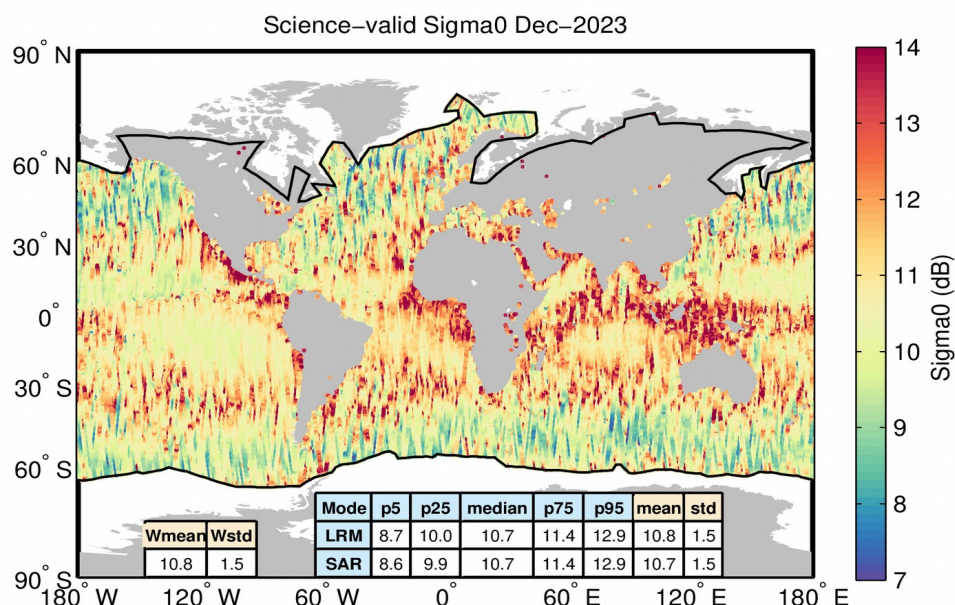 Science-valid Sigma0 Dec-2023
90° N
60° N
30° N
0°
30° S
60° S
90° S
180° W 120° W 60° W 0° 60° E 120° E 180° E
Wmean Wstd
10.8 1.5
Mode p5 p25 median p75 p95 mean std
LRM 8.7 10.0 10.7 11.4 12.9 10.8 1.5
SAR 8.6 9.9 10.7 11.4 12.9 10.7 1.5
14
13
12
11
10
9
8
7
Sigma0 (dB)